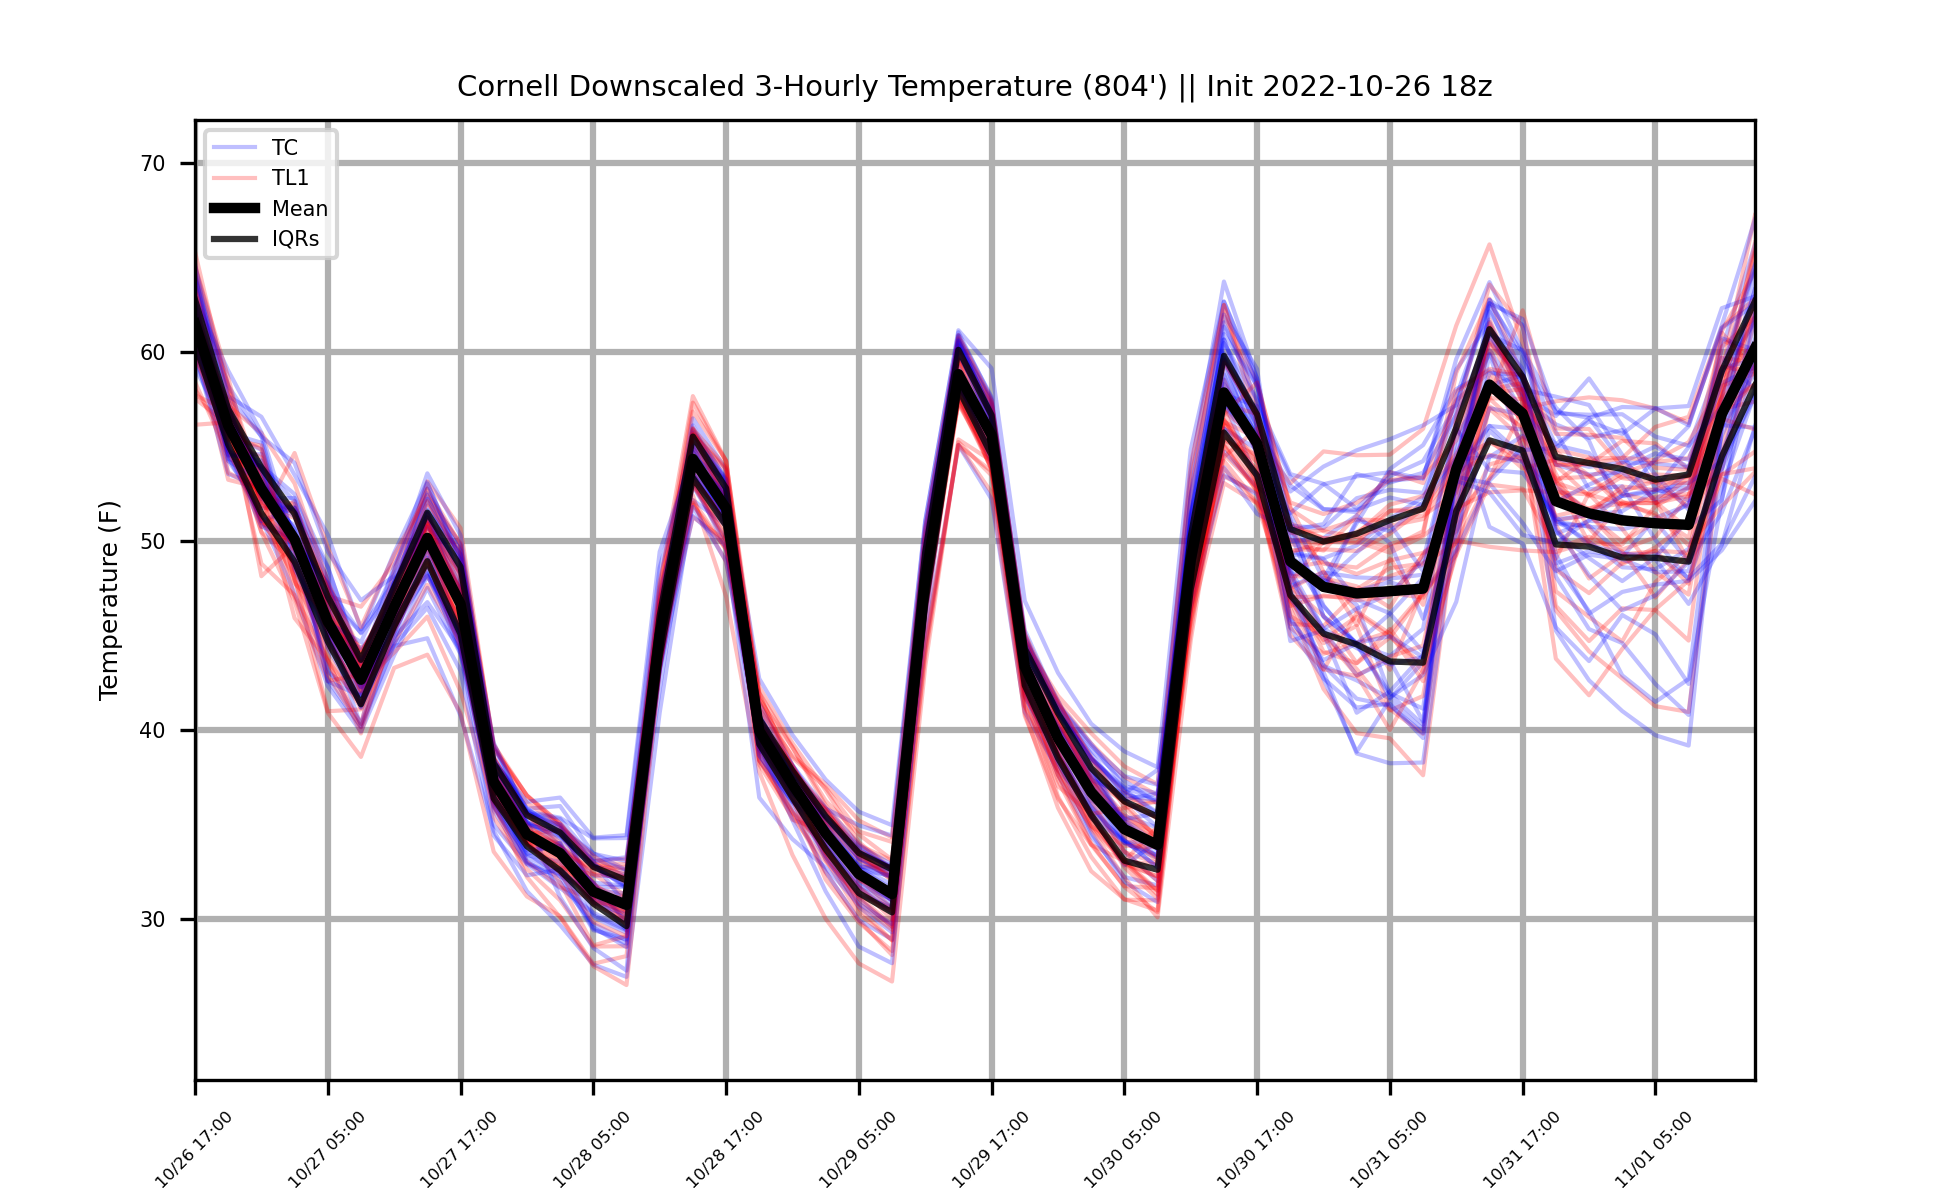 Cornell Downscaled 3-Hourly Temperature (804') || Init 2022-10-26 18z
TC
TL1
Mean
IQRs
Temperature (F)
70
60
50
40
30
10/26 17:00
10/27 05:00
10/27 17:00
10/28 05:00
10/28 17:00
10/29 05:00
10/29 17:00
10/30 05:00
10/30 17:00
10/31 05:00
10/31 17:00
11/01 05:00